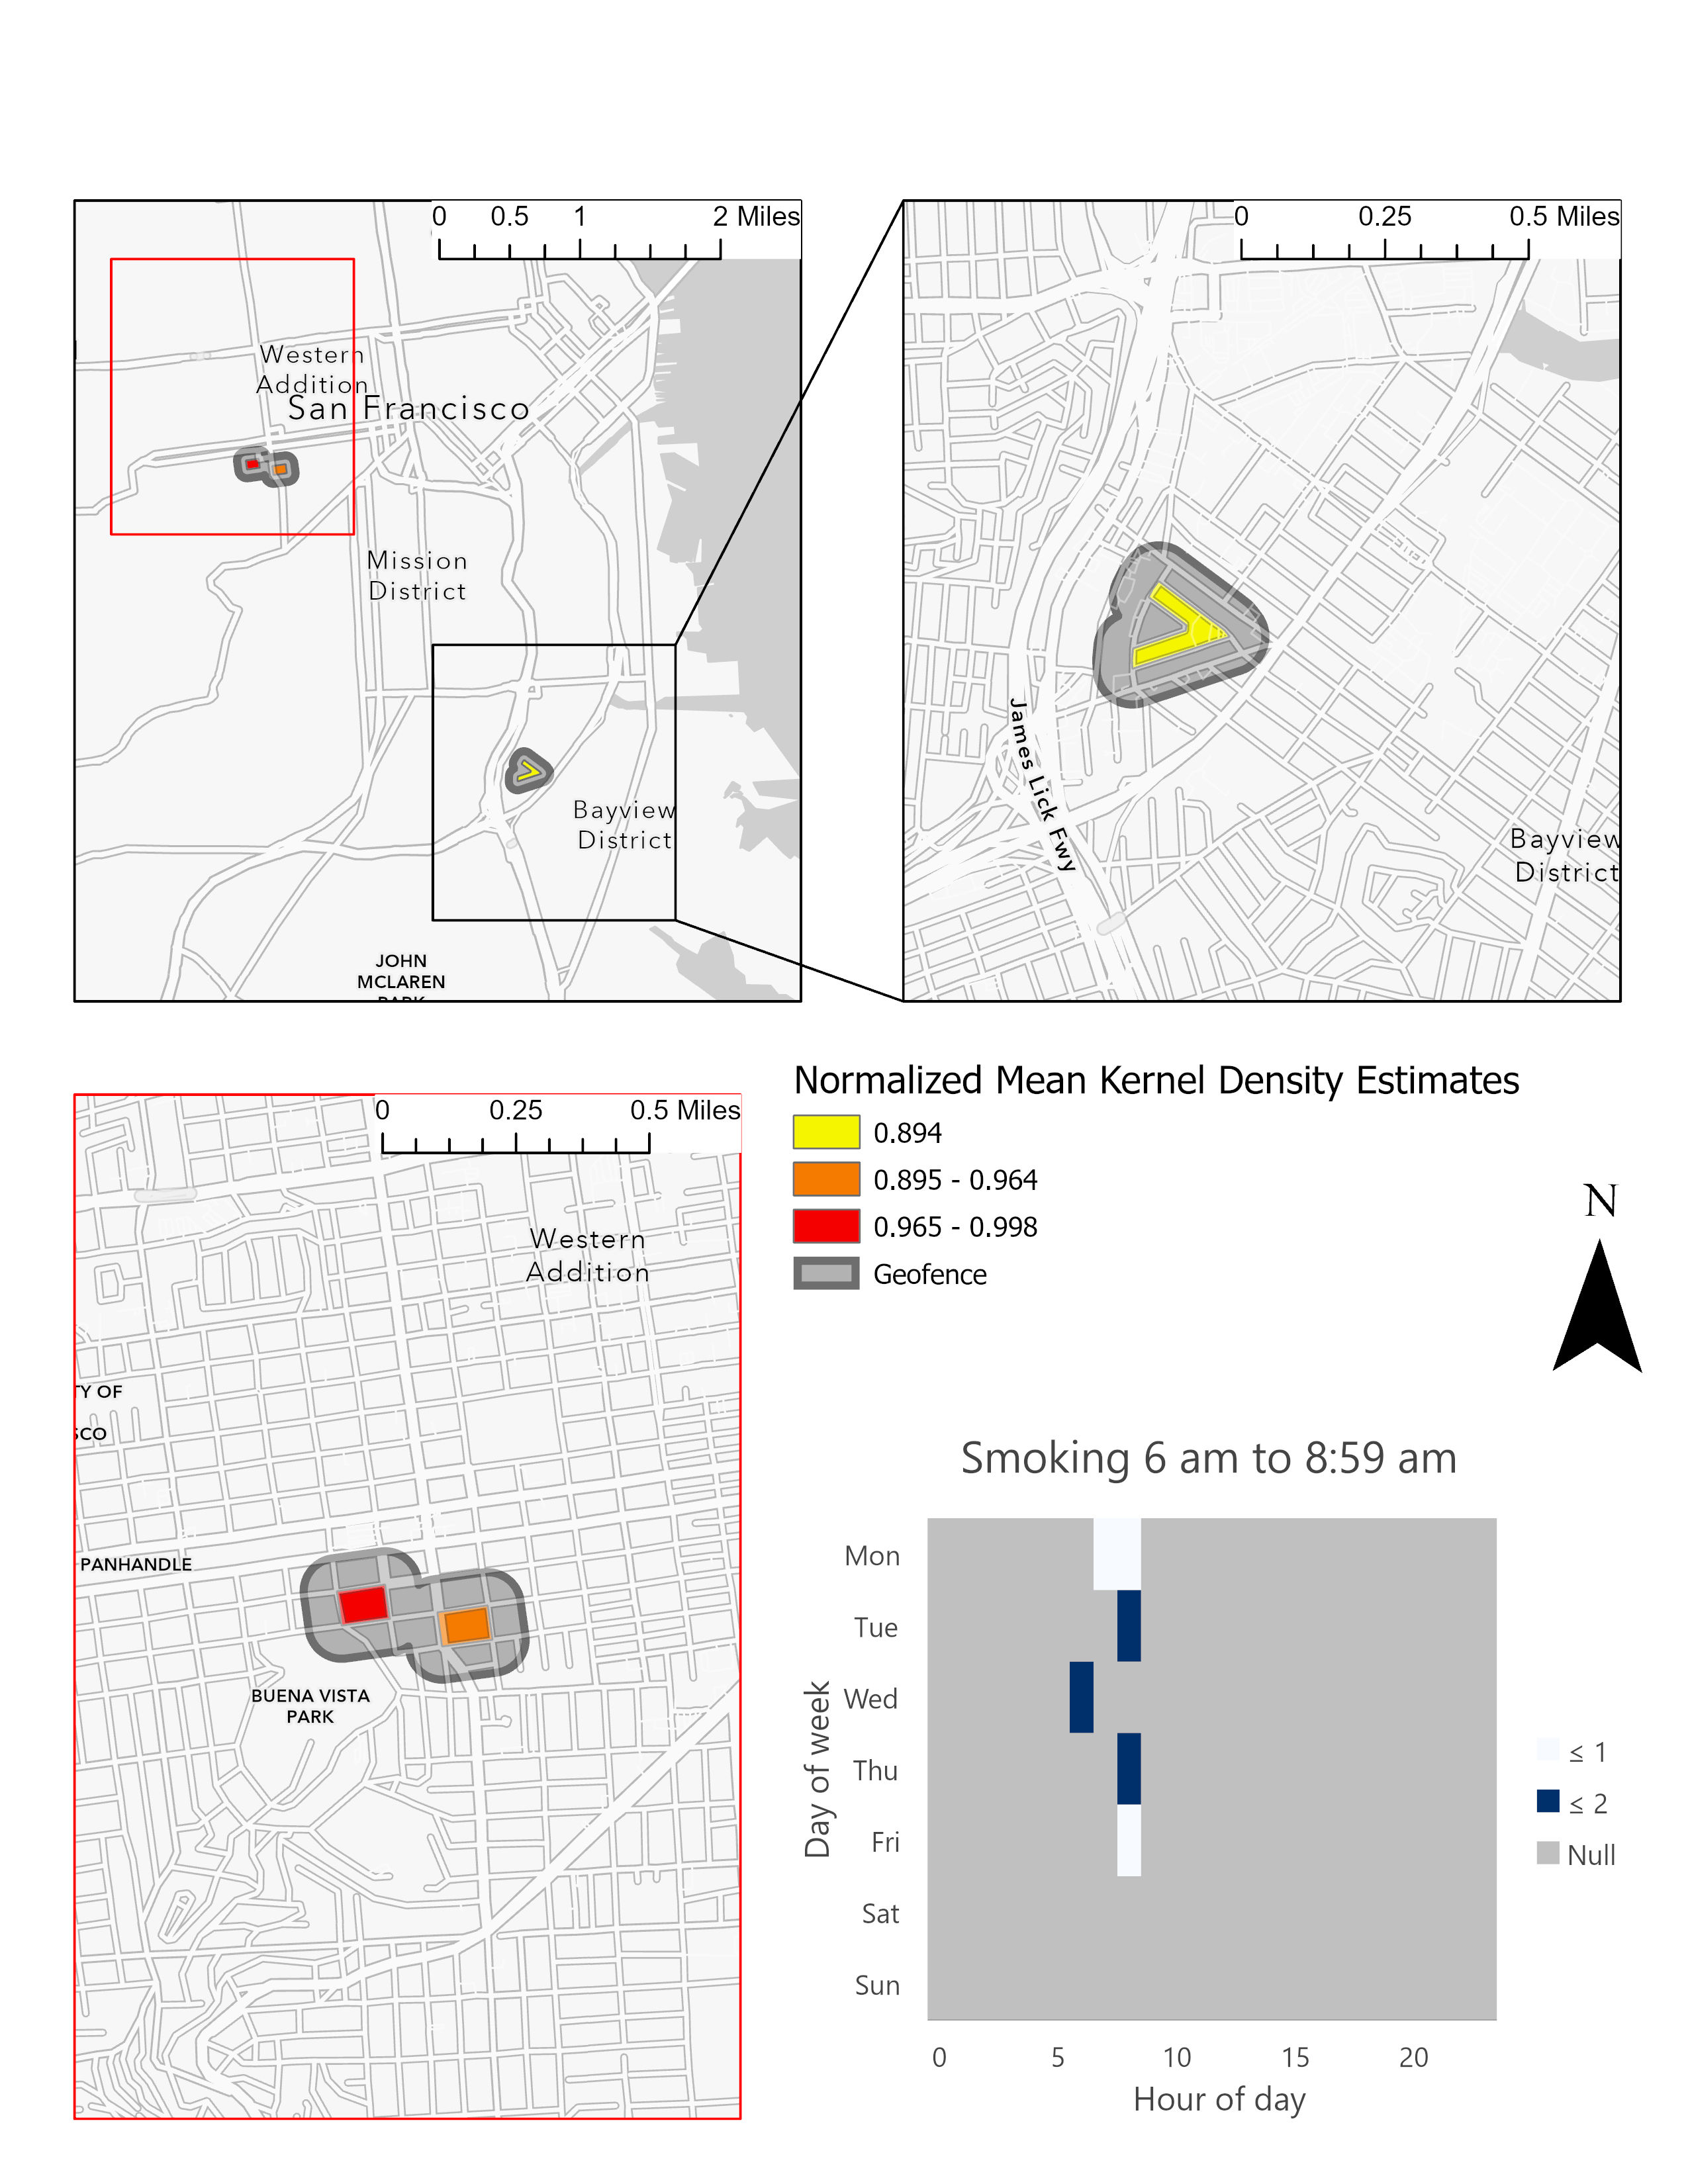 0 0.5 1 2 Miles
Western
Addition
San Francisco
Mission
District
Bayview
District
JOHN
MCLAREN
PARK
0 0.25 0.5 Miles
James Lick Fwy
Bayview
District
0 0.25 0.5 Miles
Western
Addition
TY OF
SCO
PANHANDLE
BUENA VISTA
PARK
Normalized Mean Kernel Density Estimates
0.894
0.895 - 0.964
0.965 - 0.998
Geofence
N
Smoking 6 am to 8:59 am
Day of week
Mon
Tue
Wed
Thu
Fri
Sat
Sun
0 5 10 15 20
Hour of day
≤ 1
≤ 2
Null